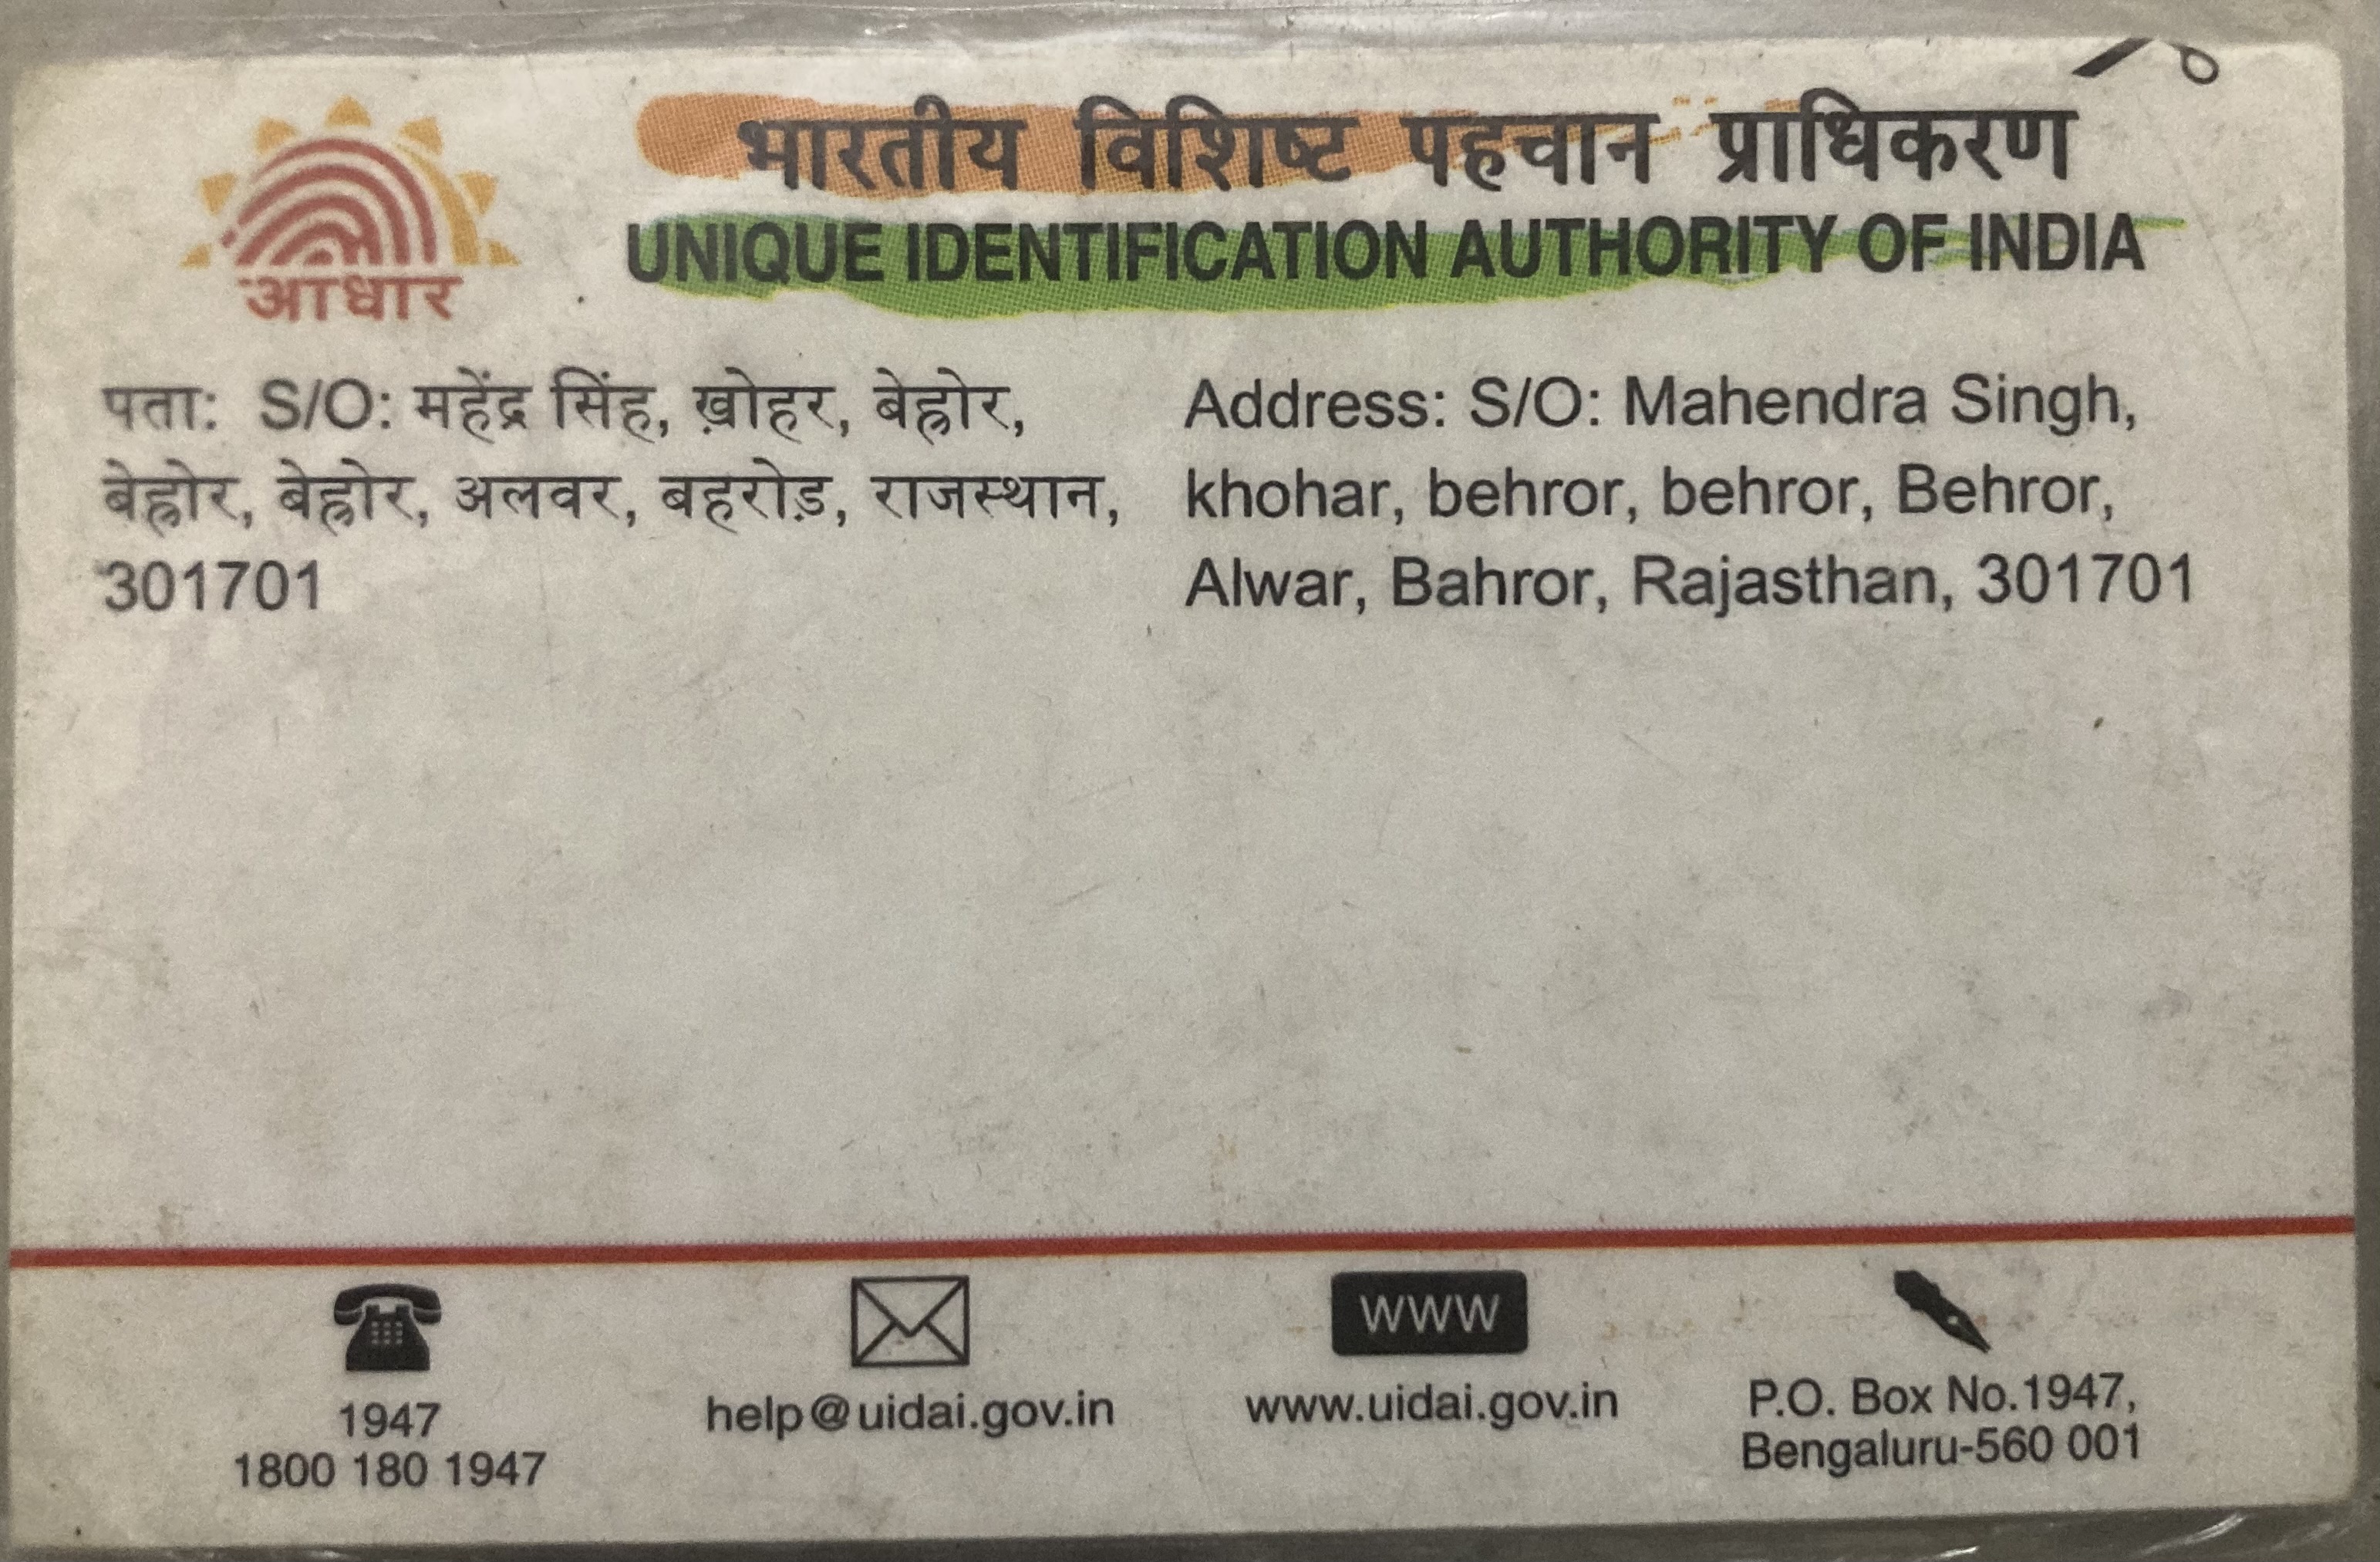 आधार
भारतीय विशिष्ट पहचान प्राधिकरण
UNIQUE IDENTIFICATION AUTHORITY OF INDIA
पता: S/O: महेंद्र सिंह, ख़ोहर, बेह्रोर,
बेह्रोर, बेह्रोर, अलवर, बहरोड़, राजस्थान,
301701
Address: S/O: Mahendra Singh,
khohar, behror, behror, Behror,
Alwar, Bahror, Rajasthan, 301701
1947
1800 180 1947
help@uidai.gov.in
WWW
www.uidai.gov.in
P.O. Box No.1947,
Bengaluru-560 001